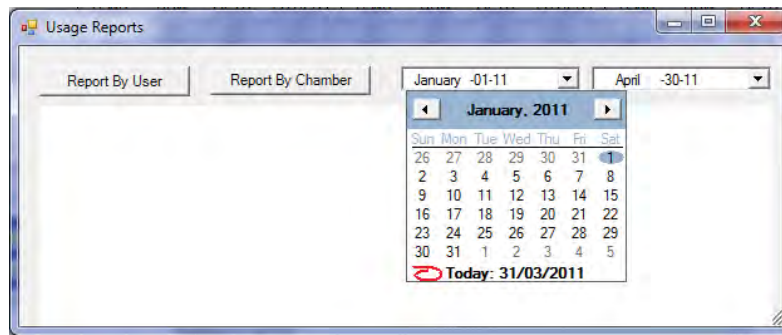 Usage Reports
Report By User Report By Chamber January -01-11 April -30-11
January, 2011
Sun Mon Tue Wed Thu Fri Sat
26 27 28 29 30 31 1
2 3 4 5 6 7 8
9 10 11 12 13 14 15
16 17 18 19 20 21 22
23 24 25 26 27 28 29
30 31 1 2 3 4 5
Today: 31/03/2011